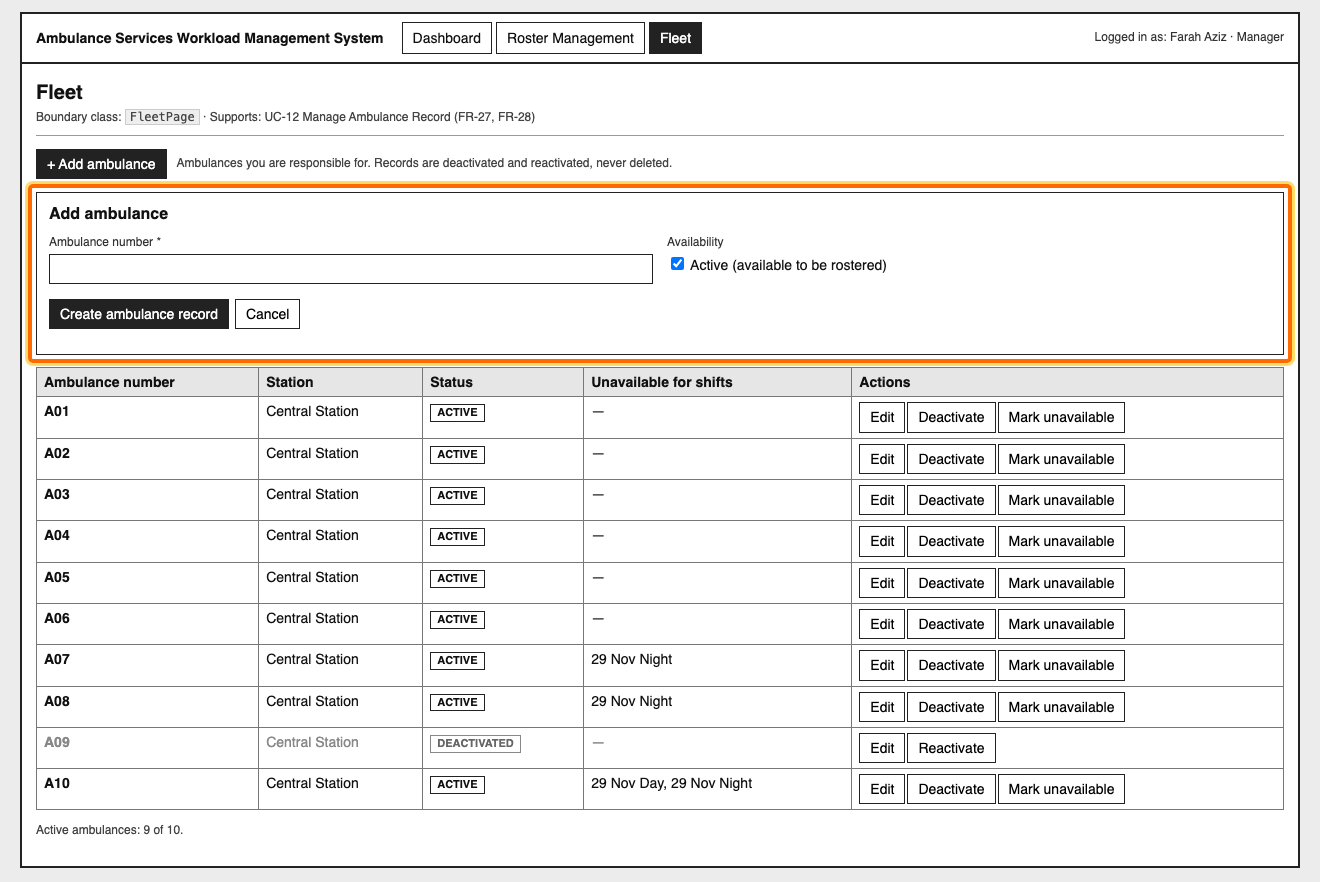 Ambulance Services Workload Management System Dashboard Roster Management Fleet Logged in as: Farah Aziz · Manager
Fleet
Boundary class: FleetPage · Supports: UC-12 Manage Ambulance Record (FR-27, FR-28)
+ Add ambulance Ambulances you are responsible for. Records are deactivated and reactivated, never deleted.
Add ambulance
Ambulance number * Availability
Active (available to be rostered)
Create ambulance record Cancel
Ambulance number Station Status Unavailable for shifts Actions
A01 Central Station ACTIVE — Edit Deactivate Mark unavailable
A02 Central Station ACTIVE — Edit Deactivate Mark unavailable
A03 Central Station ACTIVE — Edit Deactivate Mark unavailable
A04 Central Station ACTIVE — Edit Deactivate Mark unavailable
A05 Central Station ACTIVE — Edit Deactivate Mark unavailable
A06 Central Station ACTIVE — Edit Deactivate Mark unavailable
A07 Central Station ACTIVE 29 Nov Night Edit Deactivate Mark unavailable
A08 Central Station ACTIVE 29 Nov Night Edit Deactivate Mark unavailable
A09 Central Station DEACTIVATED — Edit Reactivate
A10 Central Station ACTIVE 29 Nov Day, 29 Nov Night Edit Deactivate Mark unavailable
Active ambulances: 9 of 10.